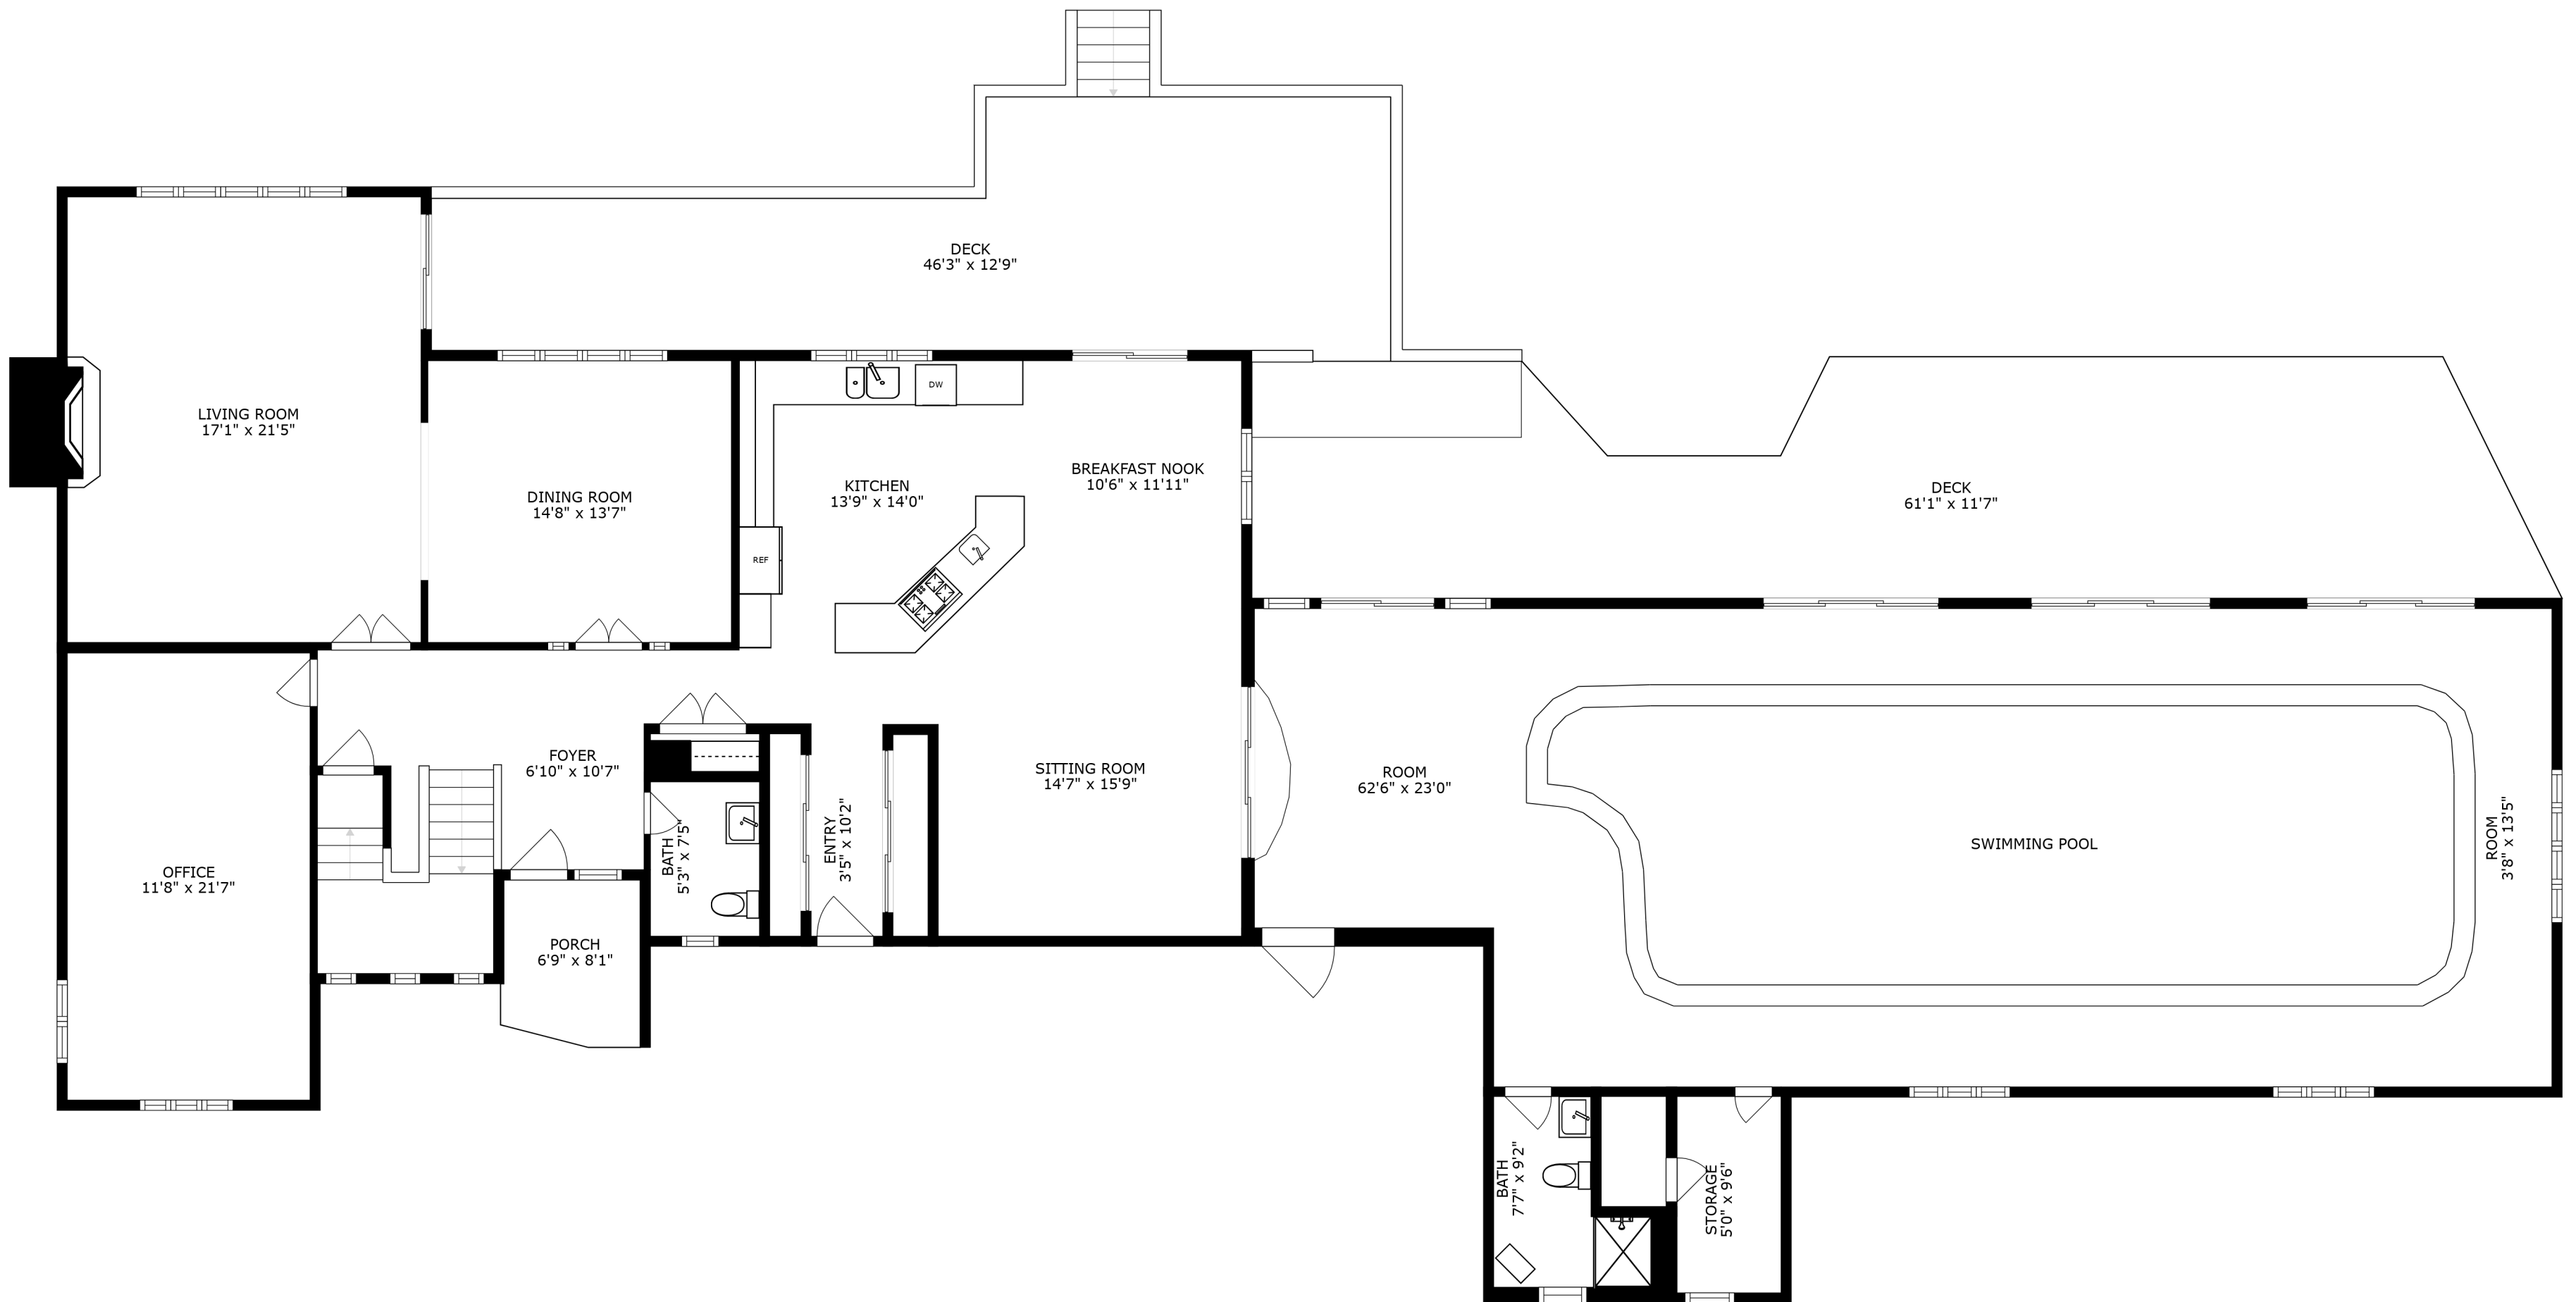 DECK
46'3" x 12'9"
LIVING ROOM
17'1" x 21'5"
DINING ROOM
14'8" x 13'7"
DW
KITCHEN
13'9" x 14'0"
BREAKFAST NOOK
10'6" x 11'11"
REF
DECK
61'1" x 11'7"
FOYER
6'10" x 10'7"
SITTING ROOM
14'7" x 15'9"
ROOM
62'6" x 23'0"
SWIMMING POOL
ROOM
3'8" x 13'5"
OFFICE
11'8" x 21'7"
BATH
5'3" x 7'5"
ENTRY
3'5" x 10'2"
PORCH
6'9" x 8'1"
BATH
7'7" x 9'2"
STORAGE
5'0" x 9'6"